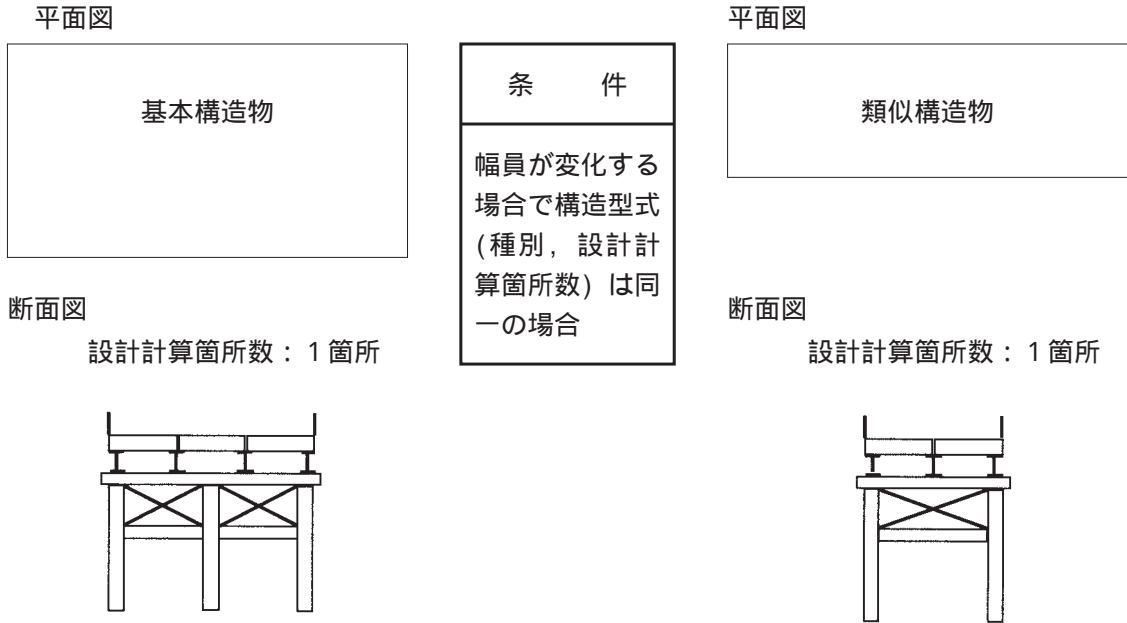 平面図
基本構造物
断面図
設計計算箇所数：1箇所
条　　件
幅員が変化する
場合で構造型式
(種別，設計計
算箇所数）は同
一の場合
平面図
類似構造物
断面図
設計計算箇所数：1箇所